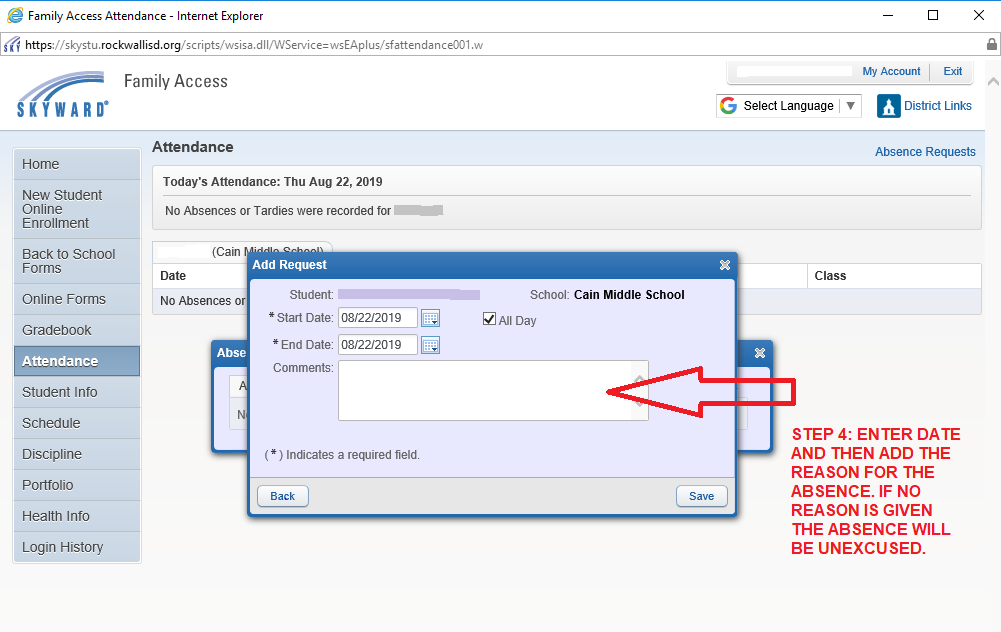 Family Access Attendance - Internet Explorer
https://skystu.rockwallisd.org/scripts/wsisa.dll/WService=wsEAplus/sfattendance001.w
SKYWARD®
Family Access
My Account
Exit
Select Language ▼
District Links
Home
New Student
Online
Enrollment
Back to School
Forms
Online Forms
Gradebook
Attendance
Student Info
Schedule
Discipline
Portfolio
Health Info
Login History
Attendance
Absence Requests
Today's Attendance: Thu Aug 22, 2019
No Absences or Tardies were recorded for
(Cain Middle School)
Date
Class
No Absences or
Abse
A
No
Add Request
Student:
School: Cain Middle School
* Start Date: 08/22/2019
All Day
* End Date: 08/22/2019
Comments:
( * ) Indicates a required field.
Back
Save
STEP 4: ENTER DATE
AND THEN ADD THE
REASON FOR THE
ABSENCE. IF NO
REASON IS GIVEN
THE ABSENCE WILL
BE UNEXCUSED.